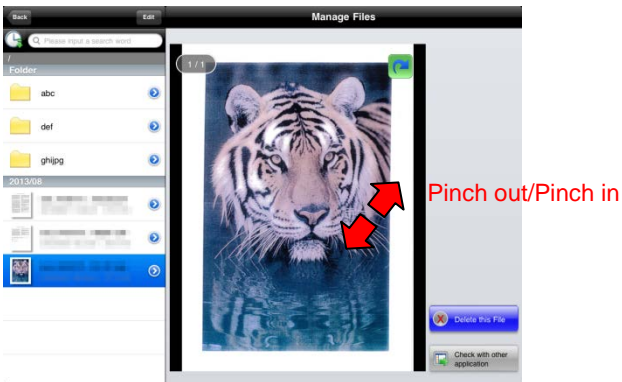 Back
Edit
Manage Files
Please input a search word.
/
Folder
1/1
abc
def
ghijpg
2013/08
Pinch out/Pinch in
Delete this File
Check with other
application